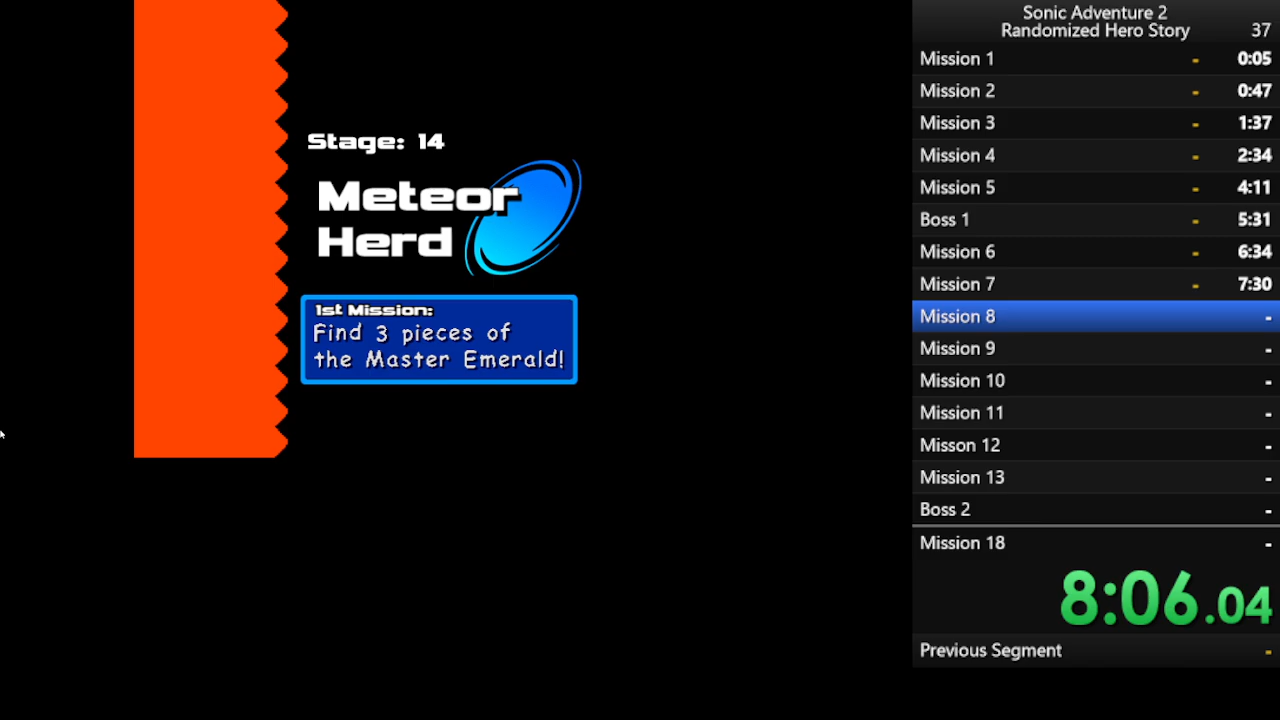 Stage: 14
Meteor
Herd
1st Mission:
Find 3 pieces of
the Master Emerald!
Sonic Adventure 2
Randomized Hero Story 37
Mission 1 - 0:05
Mission 2 - 0:47
Mission 3 - 1:37
Mission 4 - 2:34
Mission 5 - 4:11
Boss 1 - 5:31
Mission 6 - 6:34
Mission 7 - 7:30
Mission 8 -
Mission 9 -
Mission 10 -
Mission 11 -
Misson 12 -
Mission 13 -
Boss 2 -
Mission 18 -
8:06.04
Previous Segment -